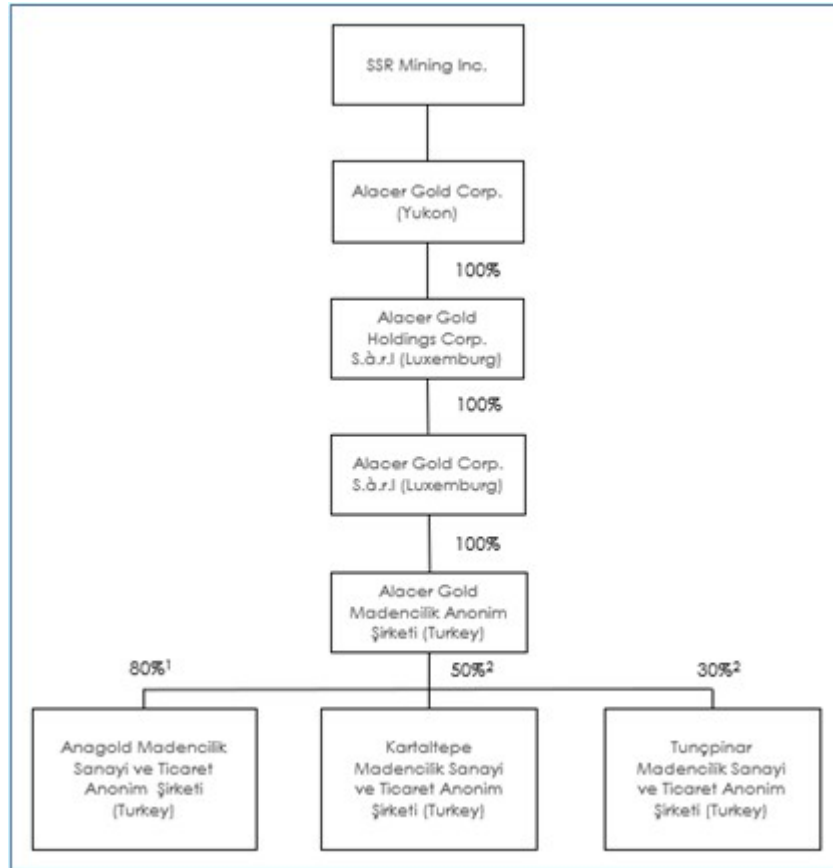 SSR Mining Inc.
Alacer Gold Corp.
(Yukon)
100%
Alacer Gold
Holdings Corp.
S.à.r.l (Luxemburg)
100%
Alacer Gold Corp.
S.à.r.l (Luxemburg)
100%
Alacer Gold
Madencilik Anonim
Şirketi (Turkey)
80%¹
50%²
30%²
Anagold Madencilik
Sanayi ve Ticaret
Anonim Şirketi
(Turkey)
Kartaltepe
Madencilik Sanayi
ve Ticaret Anonim
Şirketi (Turkey)
Tunçpinar
Madencilik Sanayi
ve Ticaret Anonim
Şirketi (Turkey)